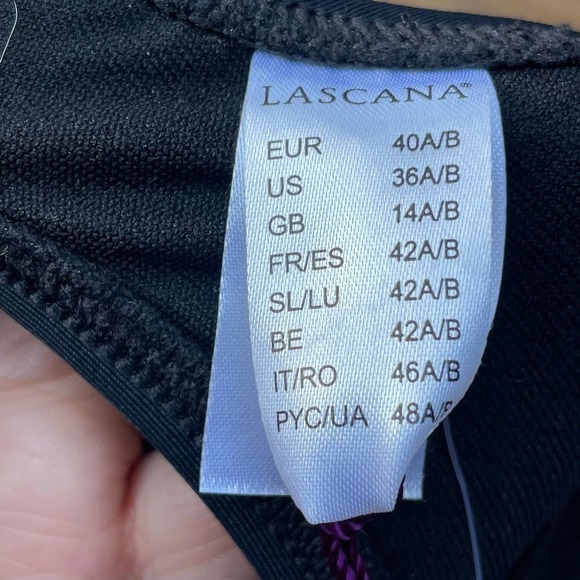 LASCANA®
EUR 40A/B
US 36A/B
GB 14A/B
FR/ES 42A/B
SL/LU 42A/B
BE 42A/B
IT/RO 46A/B
PYC/UA 48A/B